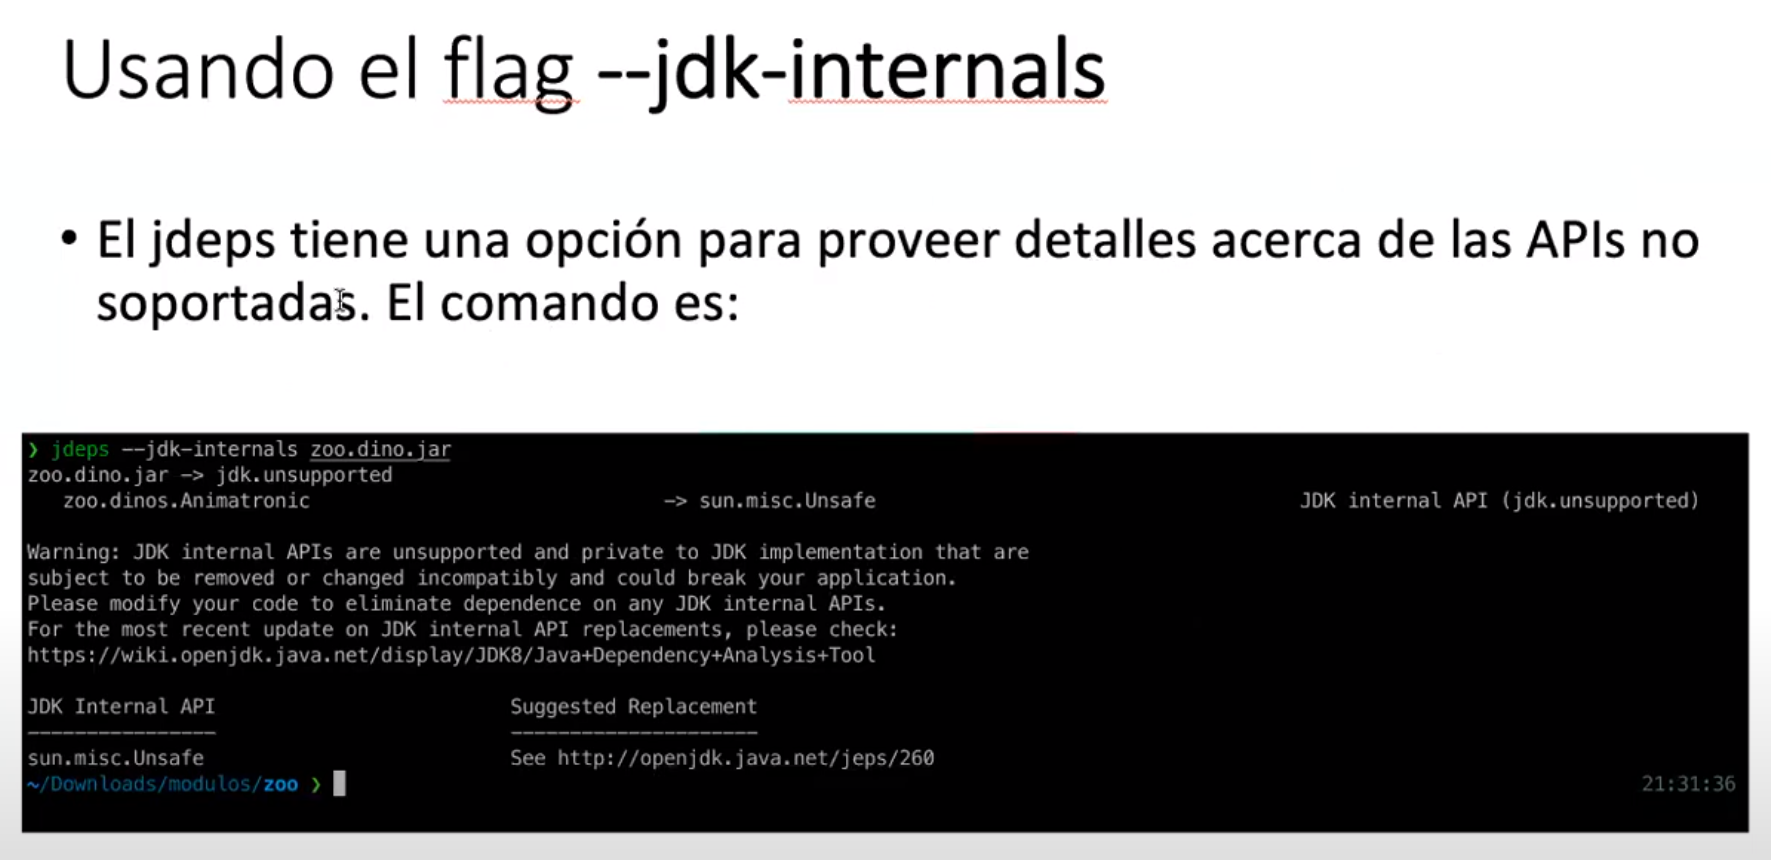 Usando el flag --jdk-internals
• El jdeps tiene una opción para proveer detalles acerca de las APIs no
soportadas. El comando es:
❯ jdeps --jdk-internals zoo.dino.jar
zoo.dino.jar -> jdk.unsupported
   zoo.dinos.Animatronic                              -> sun.misc.Unsafe                                    JDK internal API (jdk.unsupported)
Warning: JDK internal APIs are unsupported and private to JDK implementation that are
subject to be removed or changed incompatibly and could break your application.
Please modify your code to eliminate dependence on any JDK internal APIs.
For the most recent update on JDK internal API replacements, please check:
https://wiki.openjdk.java.net/display/JDK8/Java+Dependency+Analysis+Tool
JDK Internal API                         Suggested Replacement
----------------                         ---------------------
sun.misc.Unsafe                          See http://openjdk.java.net/jeps/260
~/Downloads/modulos/zoo ❯                                                    21:31:36